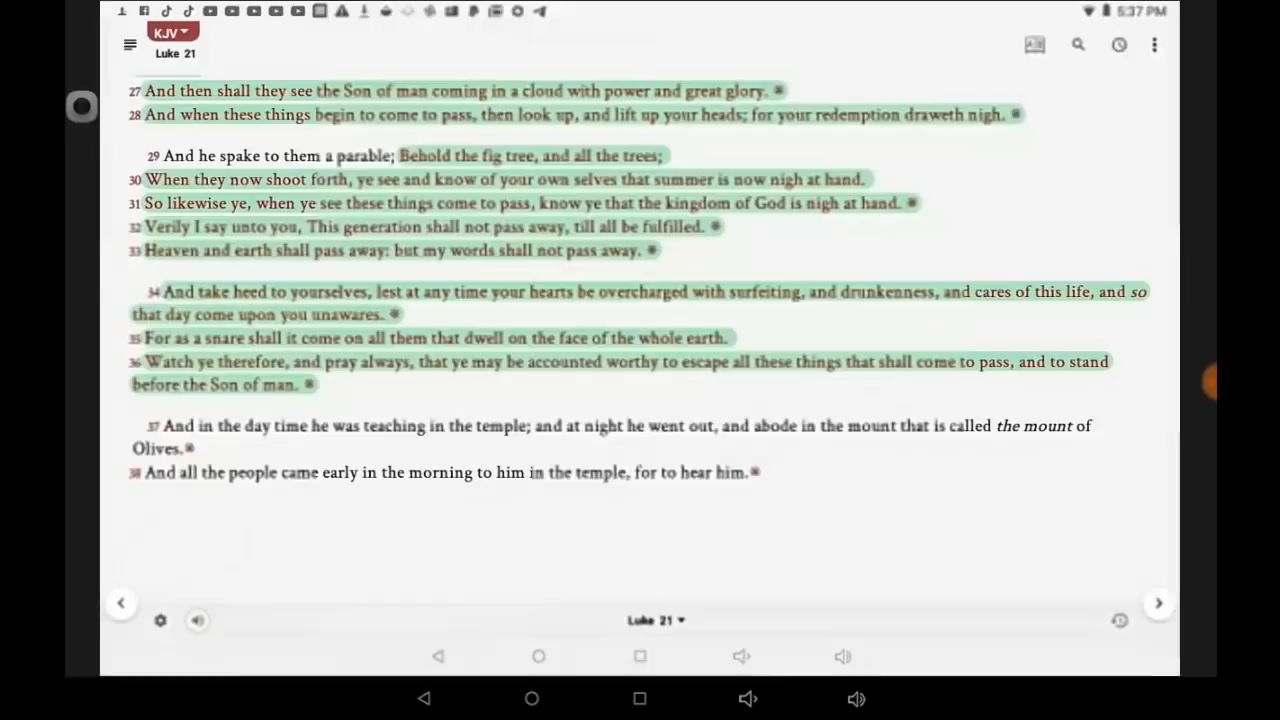 5:37 PM
KJV
Luke 21
27 And then shall they see the Son of man coming in a cloud with power and great glory.
28 And when these things begin to come to pass, then look up, and lift up your heads; for your redemption draweth nigh.
29 And he spake to them a parable; Behold the fig tree, and all the trees;
30 When they now shoot forth, ye see and know of your own selves that summer is now nigh at hand.
31 So likewise ye, when ye see these things come to pass, know ye that the kingdom of God is nigh at hand.
32 Verily I say unto you, This generation shall not pass away, till all be fulfilled.
33 Heaven and earth shall pass away: but my words shall not pass away.
34 And take heed to yourselves, lest at any time your hearts be overcharged with surfeiting, and drunkenness, and cares of this life, and so
that day come upon you unawares.
35 For as a snare shall it come on all them that dwell on the face of the whole earth.
36 Watch ye therefore, and pray always, that ye may be accounted worthy to escape all these things that shall come to pass, and to stand
before the Son of man.
37 And in the day time he was teaching in the temple; and at night he went out, and abode in the mount that is called the mount of
Olives.
38 And all the people came early in the morning to him in the temple, for to hear him.
Luke 21